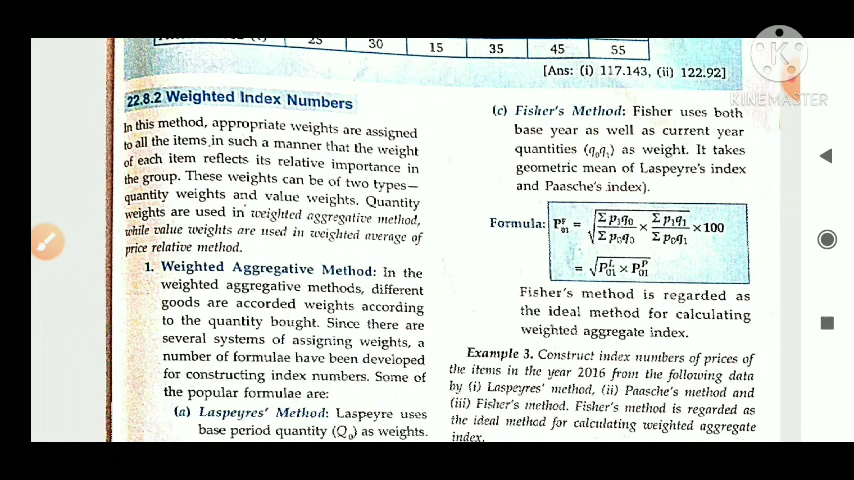 25 30 15 35 45 55
[Ans: (i) 117.143, (ii) 122.92]
KINEMASTER
22.8.2 Weighted Index Numbers
In this method, appropriate weights are assigned
to all the items in such a manner that the weight
of each item reflects its relative importance in
the group. These weights can be of two types—
quantity weights and value weights. Quantity
weights are used in weighted aggregative method,
while value weights are used in weighted average of
price relative method.
1. Weighted Aggregative Method: In the
weighted aggregative methods, different
goods are accorded weights according
to the quantity bought. Since there are
several systems of assigning weights, a
number of formulae have been developed
for constructing index numbers. Some of
the popular formulae are:
(a) Laspeyres' Method: Laspeyre uses
base period quantity (Q₀) as weights.
(c) Fisher's Method: Fisher uses both
base year as well as current year
quantities (q₀q₁) as weight. It takes
geometric mean of Laspeyre's index
and Paasche's index).
Formula: P₀₁ᶠ = √(Σ p₁q₀ / Σ p₀q₀ × Σ p₁q₁ / Σ p₀q₁) × 100
= √(P₀₁ᴸ × P₀₁ᴾ)
Fisher's method is regarded as
the ideal method for calculating
weighted aggregate index.
Example 3. Construct index numbers of prices of
the items in the year 2016 from the following data
by (i) Laspeyres' method, (ii) Paasche's method and
(iii) Fisher's method. Fisher's method is regarded as
the ideal method for calculating weighted aggregate
index.